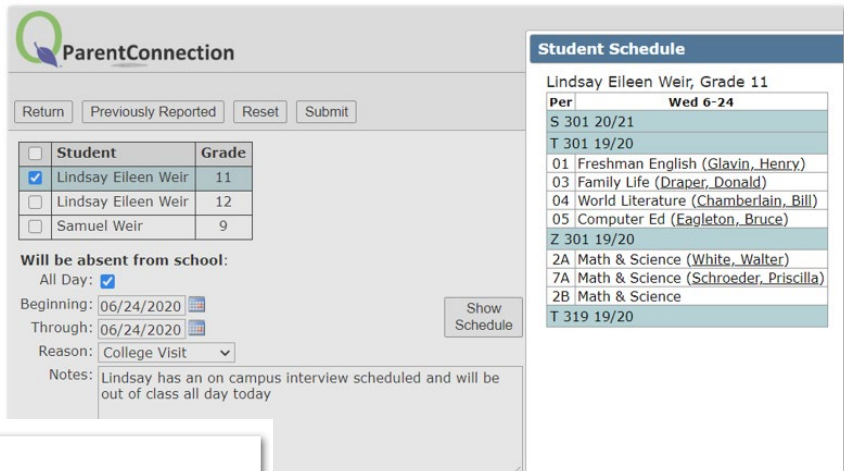 ParentConnection
Return Previously Reported Reset Submit
Student Grade
Lindsay Eileen Weir 11
Lindsay Eileen Weir 12
Samuel Weir 9
Will be absent from school:
All Day:
Beginning: 06/24/2020
Through: 06/24/2020
Show Schedule
Reason: College Visit
Notes: Lindsay has an on campus interview scheduled and will be
out of class all day today
Student Schedule
Lindsay Eileen Weir, Grade 11
Per Wed 6-24
S 301 20/21
T 301 19/20
01 Freshman English (Glavin, Henry)
03 Family Life (Draper, Donald)
04 World Literature (Chamberlain, Bill)
05 Computer Ed (Eagleton, Bruce)
Z 301 19/20
2A Math & Science (White, Walter)
7A Math & Science (Schroeder, Priscilla)
2B Math & Science
T 319 19/20